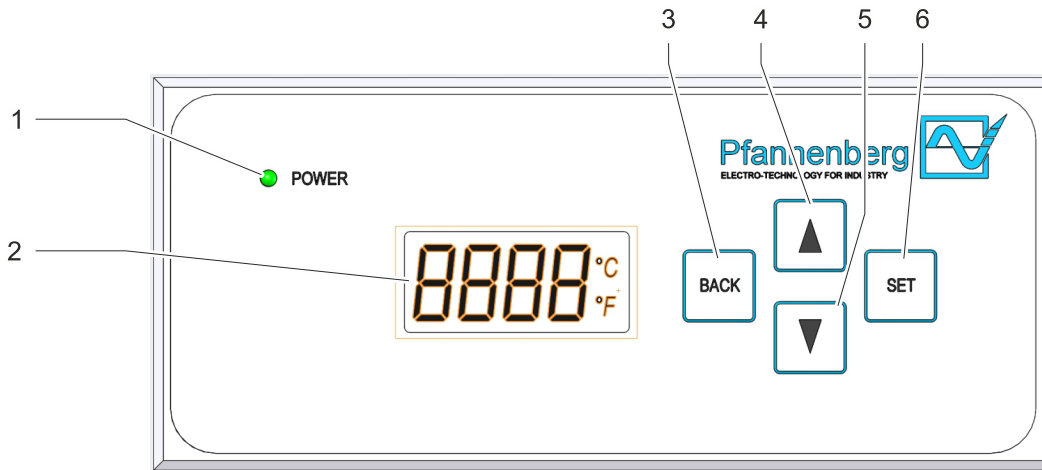 3 4 5 6
1
POWER
Pfannenberg
ELECTRO-TECHNOLOGY FOR INDUSTRY
2
8888 °C
°F
BACK
SET